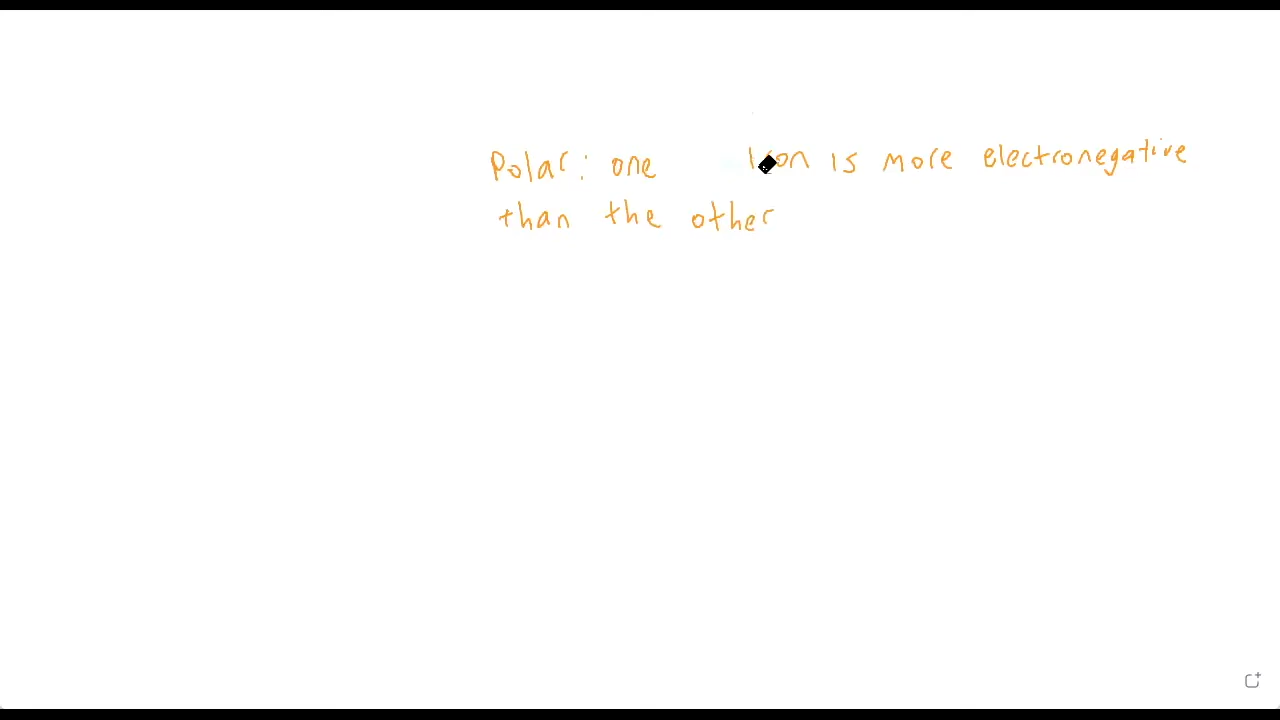 Polar: one is more electronegative
than the other